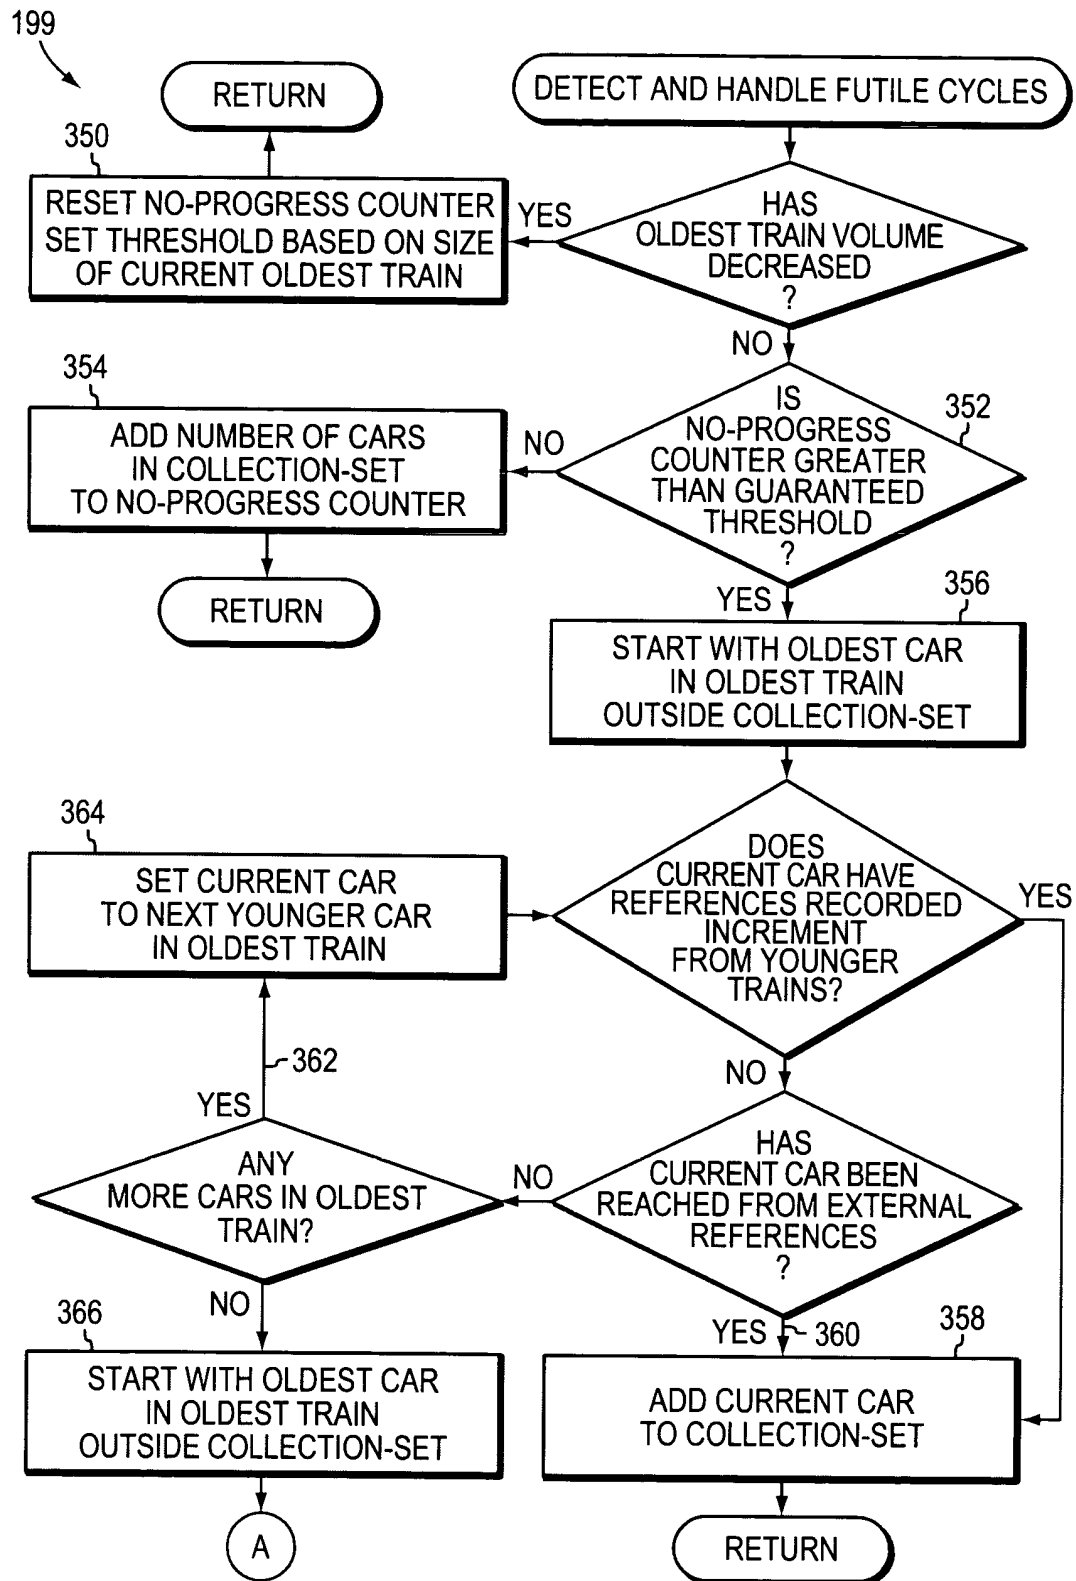 199
RETURN
DETECT AND HANDLE FUTILE CYCLES
350
RESET NO-PROGRESS COUNTER
SET THRESHOLD BASED ON SIZE
OF CURRENT OLDEST TRAIN
YES
HAS
OLDEST TRAIN VOLUME
DECREASED
?
NO
354
ADD NUMBER OF CARS
IN COLLECTION-SET
TO NO-PROGRESS COUNTER
NO
IS
NO-PROGRESS
COUNTER GREATER
THAN GUARANTEED
THRESHOLD
?
352
RETURN
YES
356
START WITH OLDEST CAR
IN OLDEST TRAIN
OUTSIDE COLLECTION-SET
364
SET CURRENT CAR
TO NEXT YOUNGER CAR
IN OLDEST TRAIN
DOES
CURRENT CAR HAVE
REFERENCES RECORDED
INCREMENT
FROM YOUNGER
TRAINS?
YES
362
NO
YES
ANY
MORE CARS IN OLDEST
TRAIN?
NO
HAS
CURRENT CAR BEEN
REACHED FROM EXTERNAL
REFERENCES
?
NO
YES
360
358
366
START WITH OLDEST CAR
IN OLDEST TRAIN
OUTSIDE COLLECTION-SET
ADD CURRENT CAR
TO COLLECTION-SET
A
RETURN